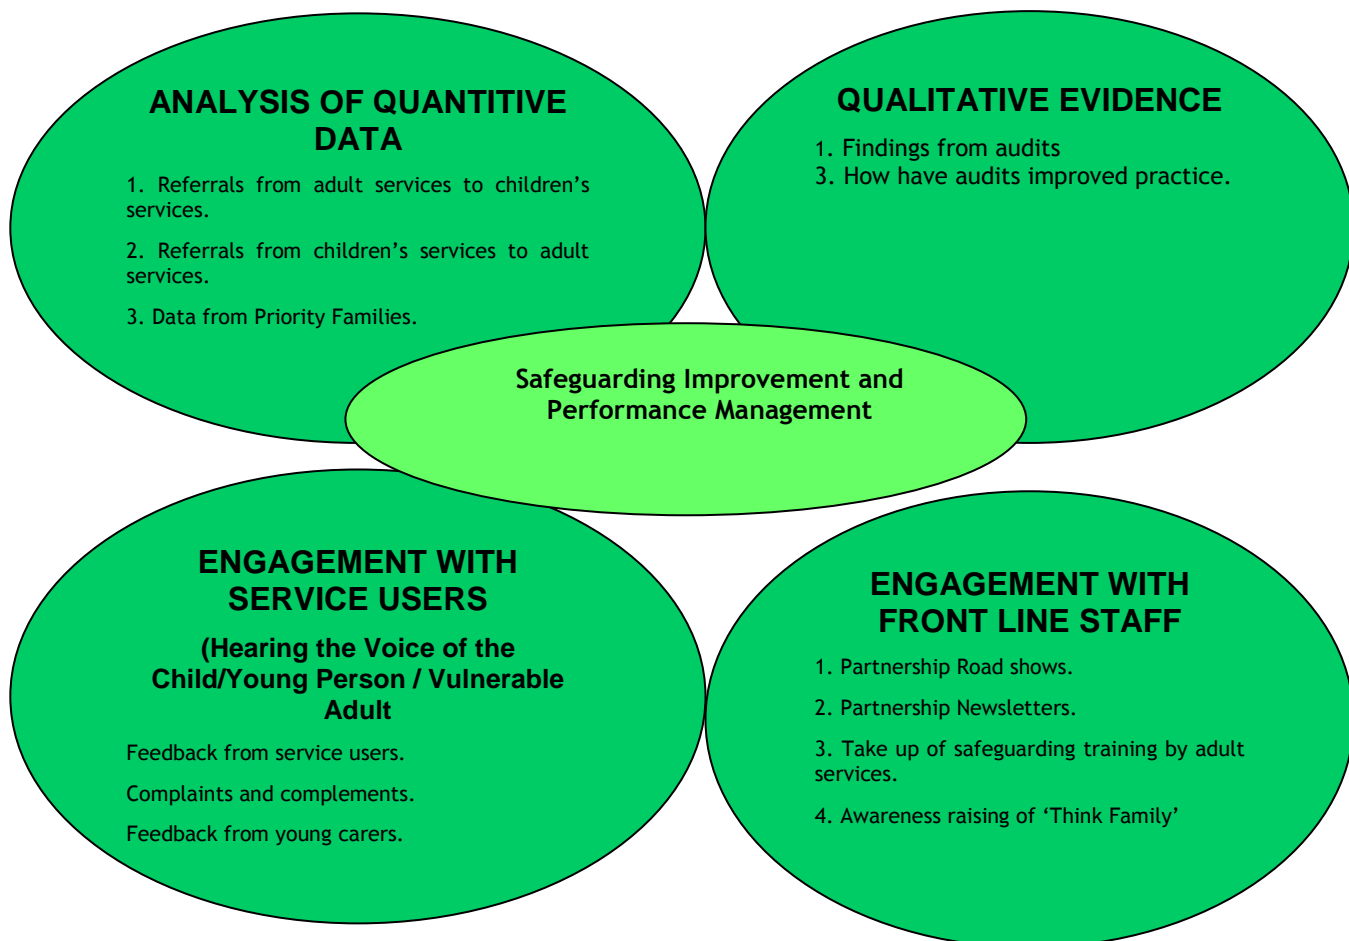 ANALYSIS OF QUANTITIVE
DATA
1. Referrals from adult services to children’s
services.
2. Referrals from children’s services to adult
services.
3. Data from Priority Families.
QUALITATIVE EVIDENCE
1. Findings from audits
3. How have audits improved practice.
Safeguarding Improvement and
Performance Management
ENGAGEMENT WITH
SERVICE USERS
(Hearing the Voice of the
Child/Young Person / Vulnerable
Adult
Feedback from service users.
Complaints and complements.
Feedback from young carers.
ENGAGEMENT WITH
FRONT LINE STAFF
1. Partnership Road shows.
2. Partnership Newsletters.
3. Take up of safeguarding training by adult
services.
4. Awareness raising of ‘Think Family’